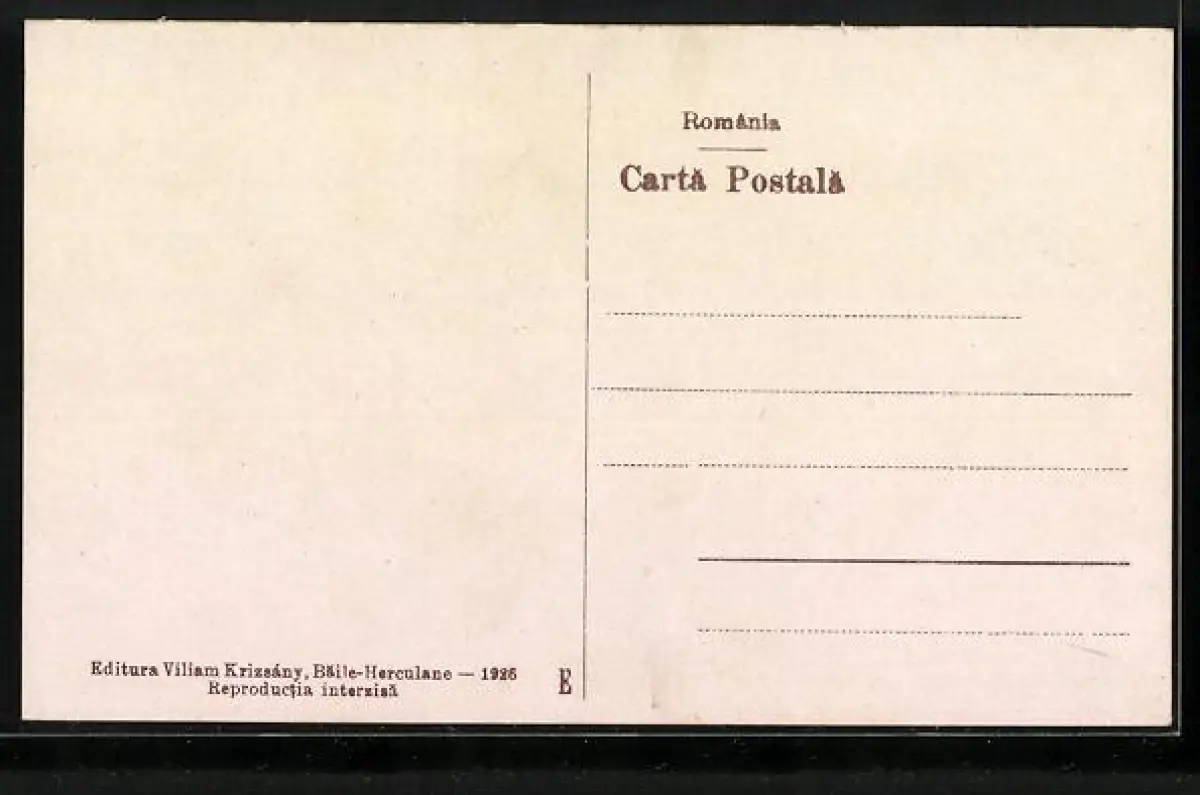 România
Cartă Postală
Editura Viliam Krizsány, Băile-Herculane — 1926
Reproducția interzisă
E